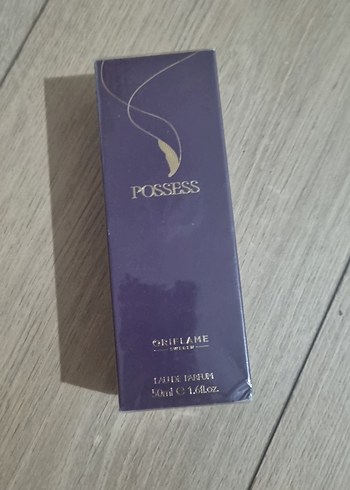 POSSESS
ORIFLAME
SWEDEN
EAU DE PARFUM
50ml ℮ 1.6fl.oz.